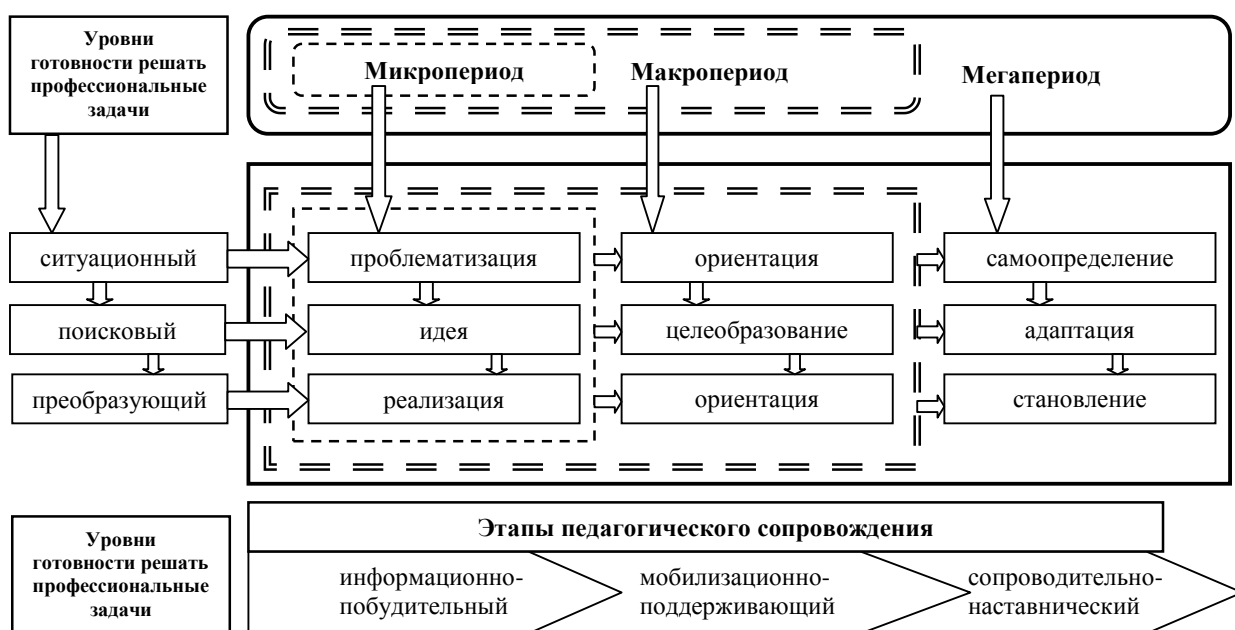 Уровни
готовности решать
профессиональные
задачи
Микропериод
Макропериод
Мегапериод
ситуационный
проблематизация
ориентация
самоопределение
поисковый
идея
целеобразование
адаптация
преобразующий
реализация
ориентация
становление
Уровни
готовности решать
профессиональные
задачи
Этапы педагогического сопровождения
информационно-
побудительный
мобилизационно-
поддерживающий
сопроводительно-
наставнический